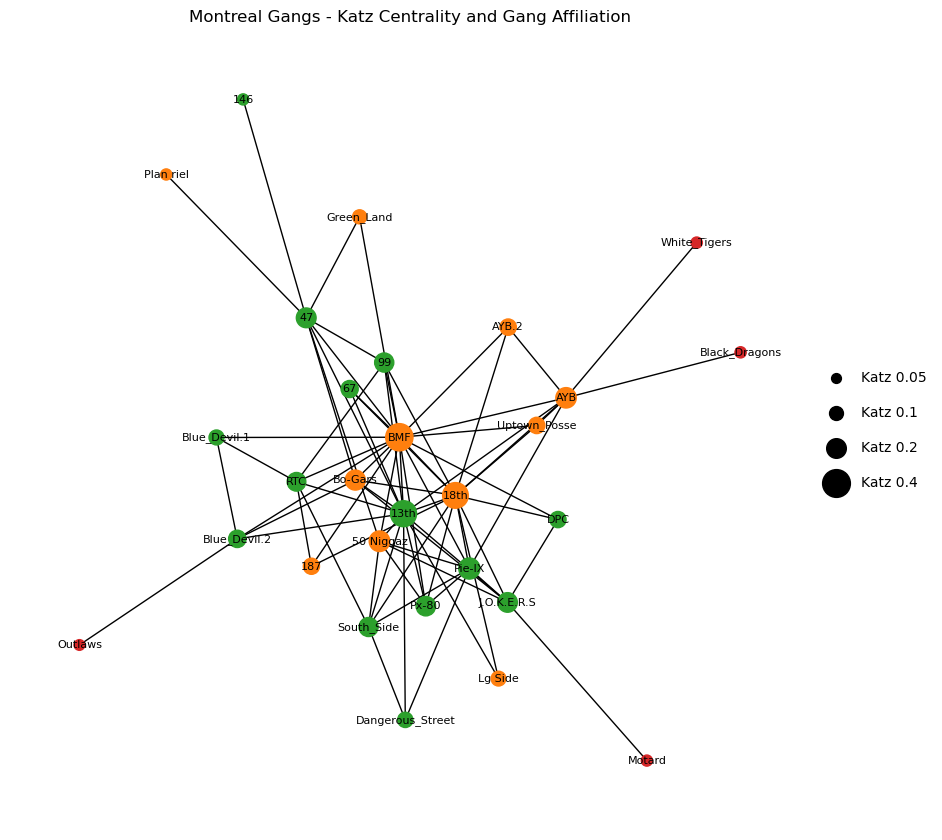 Montreal Gangs - Katz Centrality and Gang Affiliation
146
Plan riel
Green_Land
White_Tigers
47
AYB.2
Black_Dragons
99
Katz 0.05
67
AYB
Katz 0.1
Uptown_Posse
Blue_Devil.1
BMF
Katz 0.2
RTC
Bo-Gars
Katz 0.4
18th
13th
DPC
Blue_Devil.2
50 Niggaz
187
Pie-IX
J.O.K.E.R.S
Px-80
South_Side
Outlaws
Lg Side
Dangerous_Street
Motard